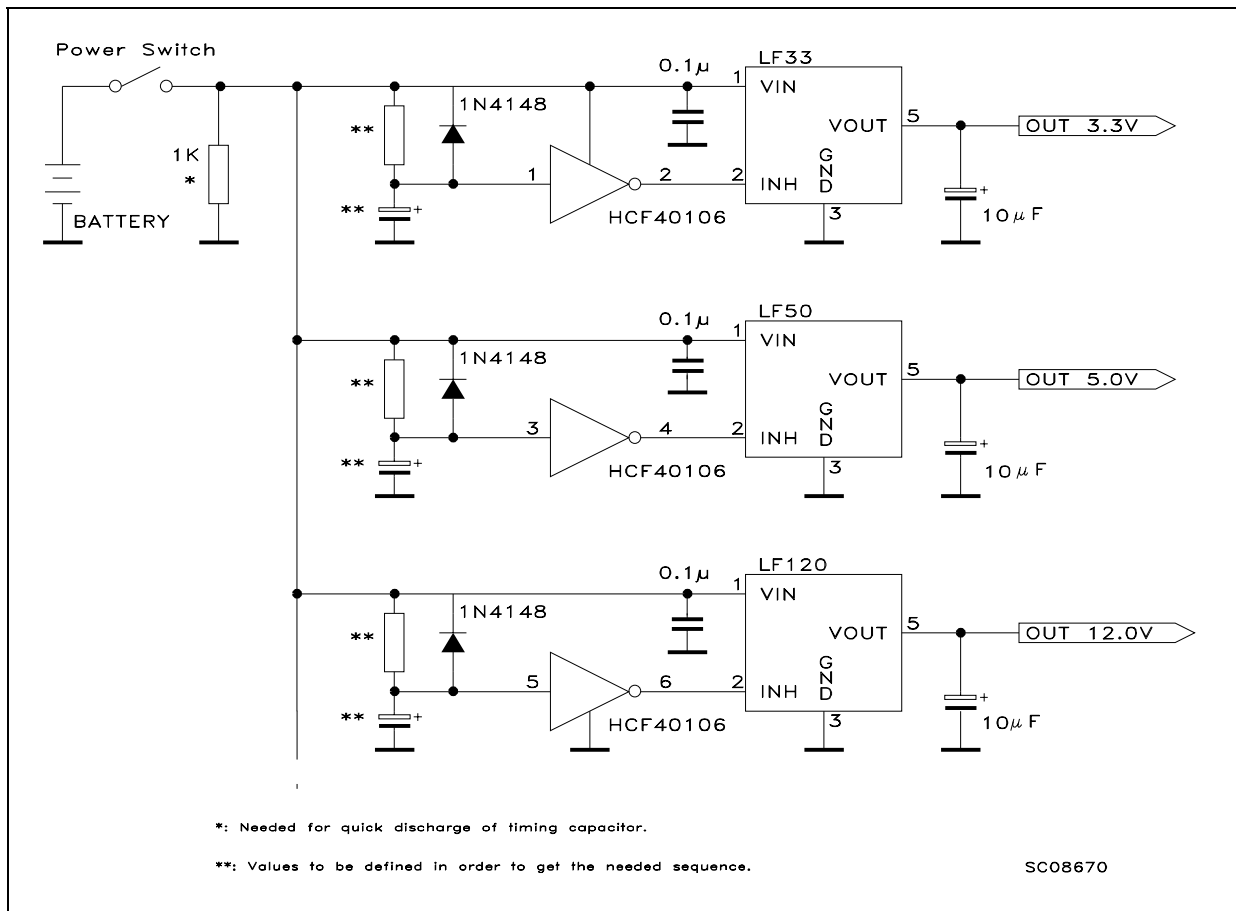 Power Switch
LF33
0.1μ
1
VIN
1N4148
**
5
VOUT
OUT 3.3V
1K
*
GND
1
2
2
INH
**
+
HCF40106
3
+
10μF
BATTERY
LF50
0.1μ
1
VIN
1N4148
**
5
VOUT
OUT 5.0V
GND
3
4
2
INH
**
+
HCF40106
3
+
10μF
LF120
0.1μ
1
VIN
1N4148
**
5
VOUT
OUT 12.0V
GND
5
6
2
INH
**
+
HCF40106
3
+
10μF
*: Needed for quick discharge of timing capacitor.
**: Values to be defined in order to get the needed sequence.
SC08670